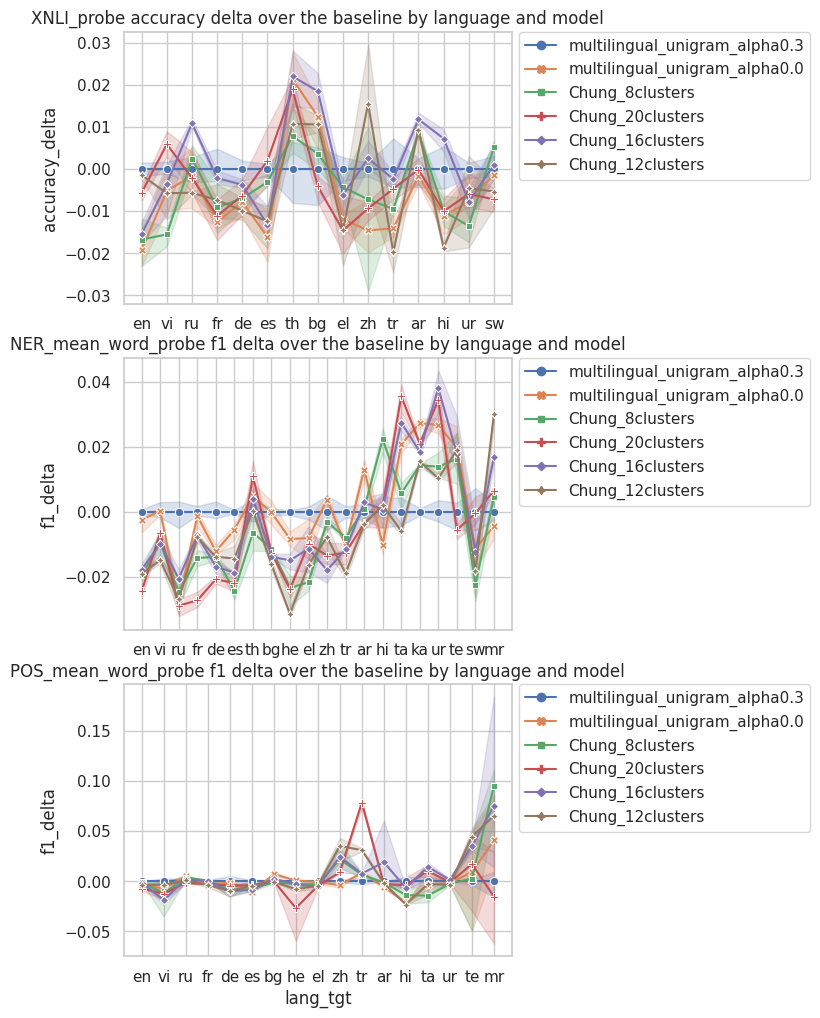 XNLI_probe accuracy delta over the baseline by language and model
accuracy_delta
0.03
0.02
0.01
0.00
−0.01
−0.02
−0.03
en vi ru fr de es th bg el zh tr ar hi ur sw
multilingual_unigram_alpha0.3
multilingual_unigram_alpha0.0
Chung_8clusters
Chung_20clusters
Chung_16clusters
Chung_12clusters
NER_mean_word_probe f1 delta over the baseline by language and model
f1_delta
0.04
0.02
0.00
−0.02
en vi ru fr de es th bg he el zh tr ar hi ta ka ur te sw mr
multilingual_unigram_alpha0.3
multilingual_unigram_alpha0.0
Chung_8clusters
Chung_20clusters
Chung_16clusters
Chung_12clusters
POS_mean_word_probe f1 delta over the baseline by language and model
f1_delta
0.15
0.10
0.05
0.00
−0.05
en vi ru fr de es bg he el zh tr ar hi ta ur te mr
lang_tgt
multilingual_unigram_alpha0.3
multilingual_unigram_alpha0.0
Chung_8clusters
Chung_20clusters
Chung_16clusters
Chung_12clusters